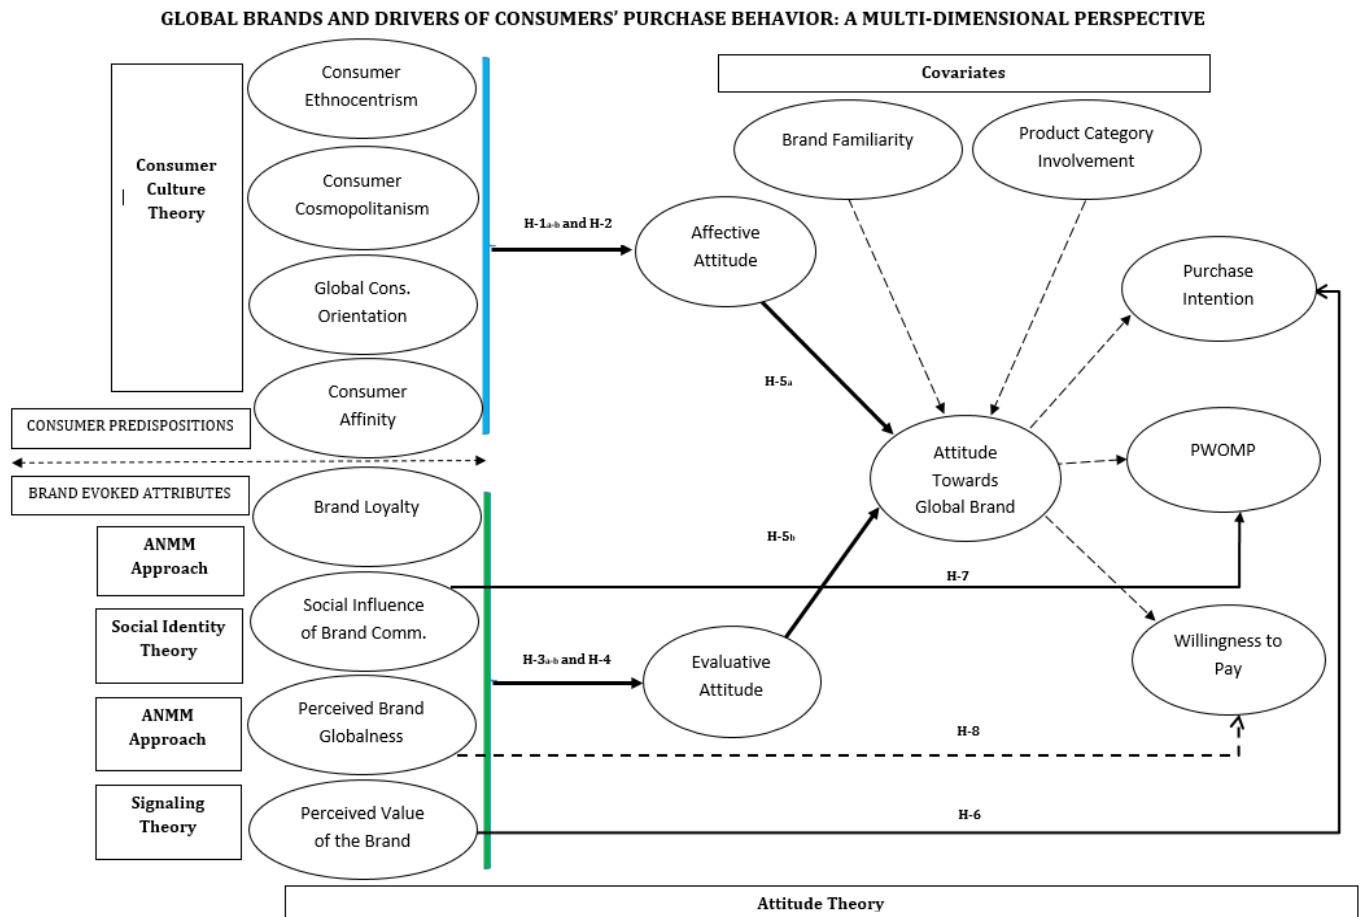 GLOBAL BRANDS AND DRIVERS OF CONSUMERS’ PURCHASE BEHAVIOR: A MULTI-DIMENSIONAL PERSPECTIVE
Consumer
Culture
Theory
Consumer
Ethnocentrism
Consumer
Cosmopolitanism
Global Cons.
Orientation
Consumer
Affinity
CONSUMER PREDISPOSITIONS
BRAND EVOKED ATTRIBUTES
Brand Loyalty
ANMM
Approach
Social Influence
of Brand Comm.
Social Identity
Theory
Perceived Brand
Globalness
ANMM
Approach
Perceived Value
of the Brand
Signaling
Theory
H-1a-b and H-2
Affective
Attitude
H-3a-b and H-4
Evaluative
Attitude
Covariates
Brand Familiarity
Product Category
Involvement
H-5a
H-5b
Attitude
Towards
Global Brand
Purchase
Intention
PWOMP
Willingness to
Pay
H-7
H-8
H-6
Attitude Theory